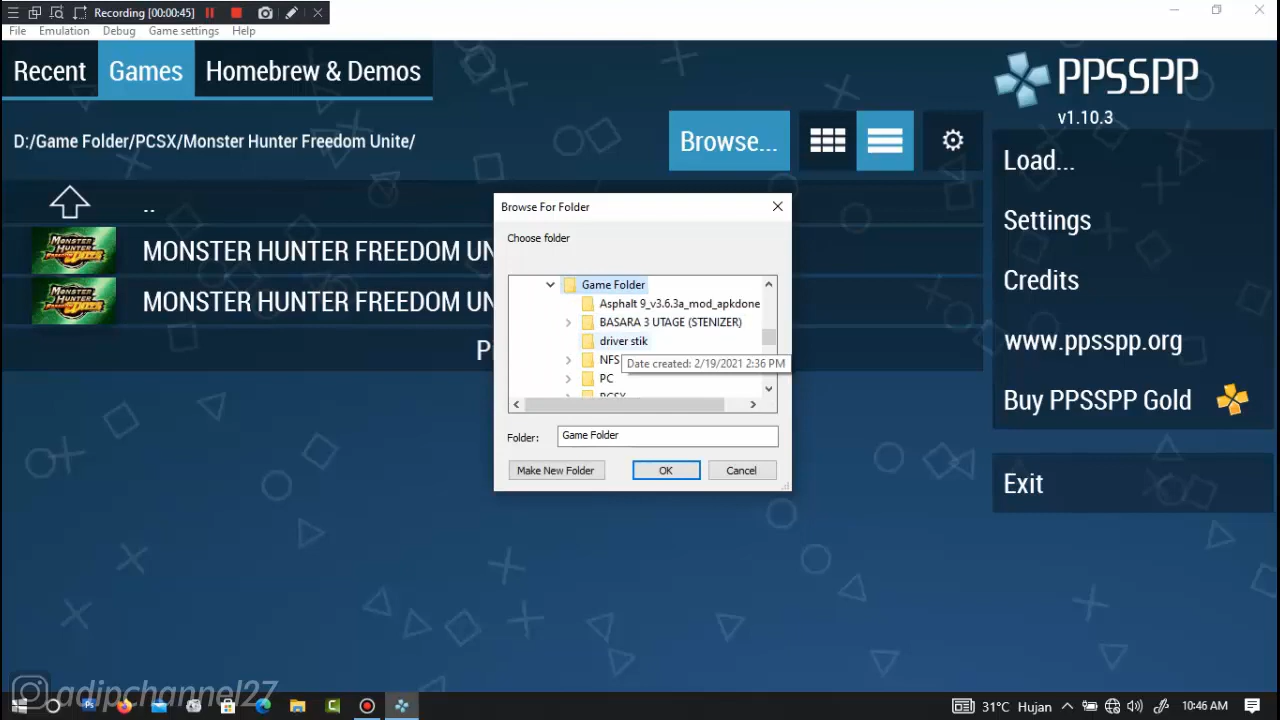 Recording [00:00:45]
File Emulation Debug Game settings Help
Recent Games Homebrew & Demos
PPSSPP
v1.10.3
D:/Game Folder/PCSX/Monster Hunter Freedom Unite/
Browse...
..
MONSTER HUNTER FREEDOM UN
MONSTER HUNTER FREEDOM UN
Pi
Browse For Folder
Choose folder
Game Folder
Asphalt 9_v3.6.3a_mod_apkdone
BASARA 3 UTAGE (STENIZER)
driver stik
NFS
Date created: 2/19/2021 2:36 PM
PC
PCSX
Folder: Game Folder
Make New Folder OK Cancel
Load...
Settings
Credits
www.ppsspp.org
Buy PPSSPP Gold
Exit
adipchannel27
31°C Hujan 10:46 AM